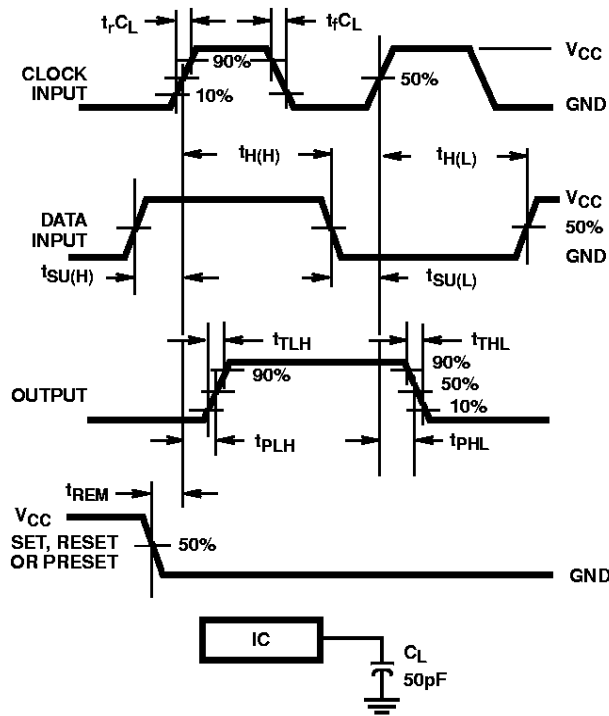 trCL tfCL
CLOCK INPUT 90% 10% 50% VCC GND
tH(H) tH(L)
DATA INPUT VCC 50% GND
tSU(H) tSU(L)
tTLH tTHL
OUTPUT 90% 90% 50% 10%
tPLH tPHL
tREM
VCC
SET, RESET OR PRESET 50% GND
IC
CL
50pF